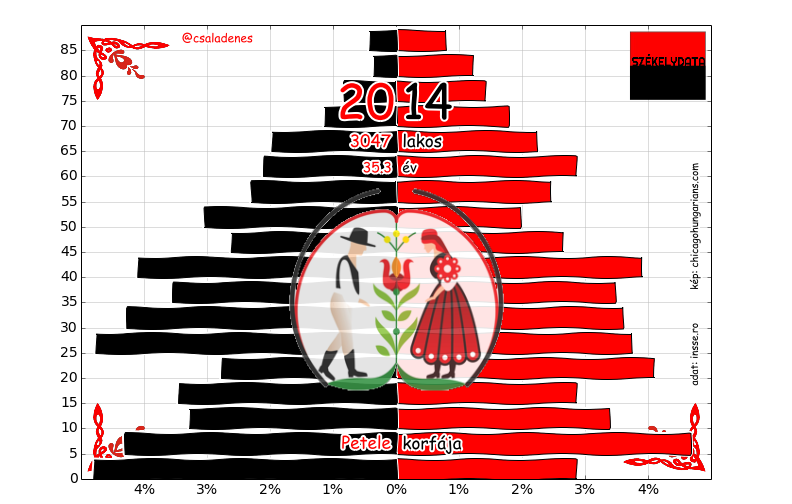 @csaladenes
SZÉKELYDATA
2014
3047 lakos
35.3 év
kép: chicagohungarians.com
adat: insse.ro
Petele korfája
85
80
75
70
65
60
55
50
45
40
35
30
25
20
15
10
5
0
4% 3% 2% 1% 0% 1% 2% 3% 4%